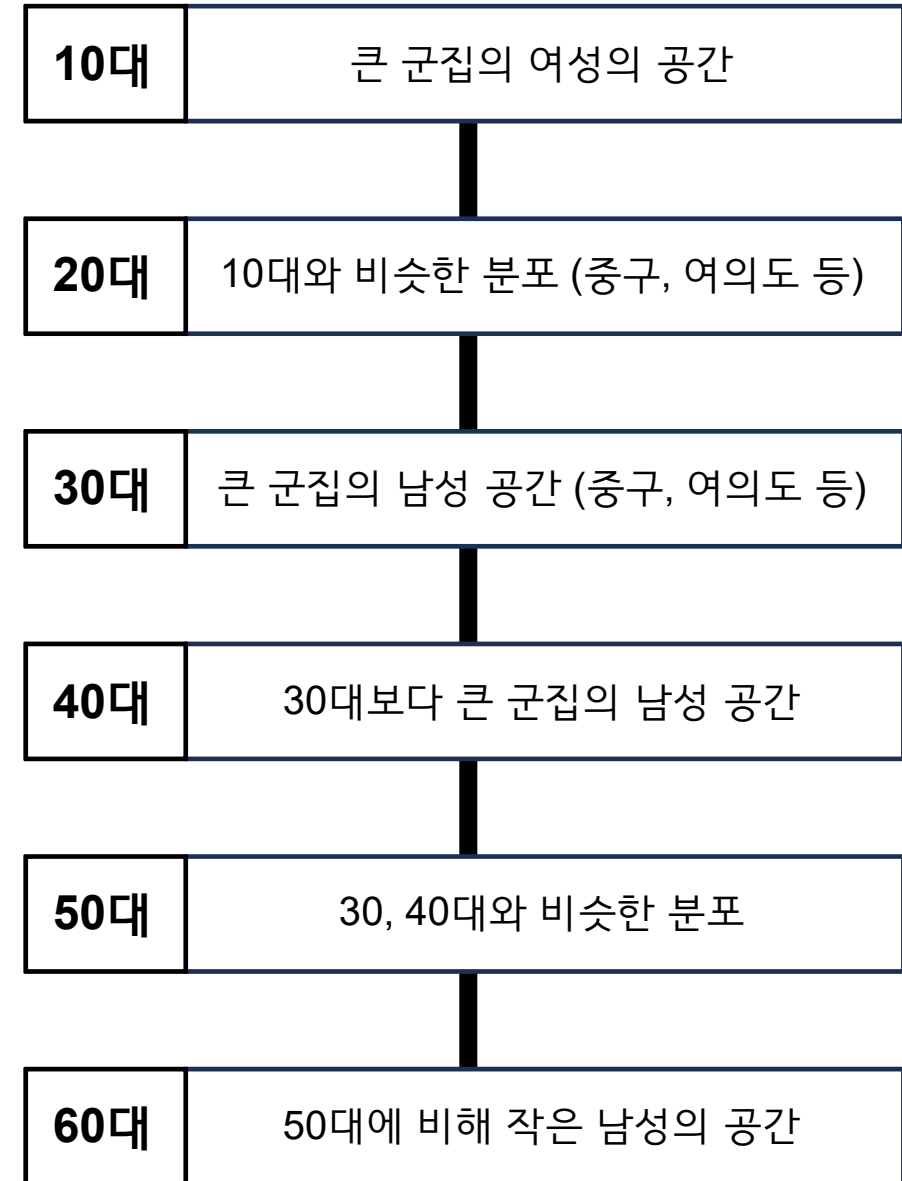 10대
큰 군집의 여성의 공간
20대
10대와 비슷한 분포 (중구, 여의도 등)
30대
큰 군집의 남성 공간 (중구, 여의도 등)
40대
30대보다 큰 군집의 남성 공간
50대
30, 40대와 비슷한 분포
60대
50대에 비해 작은 남성의 공간